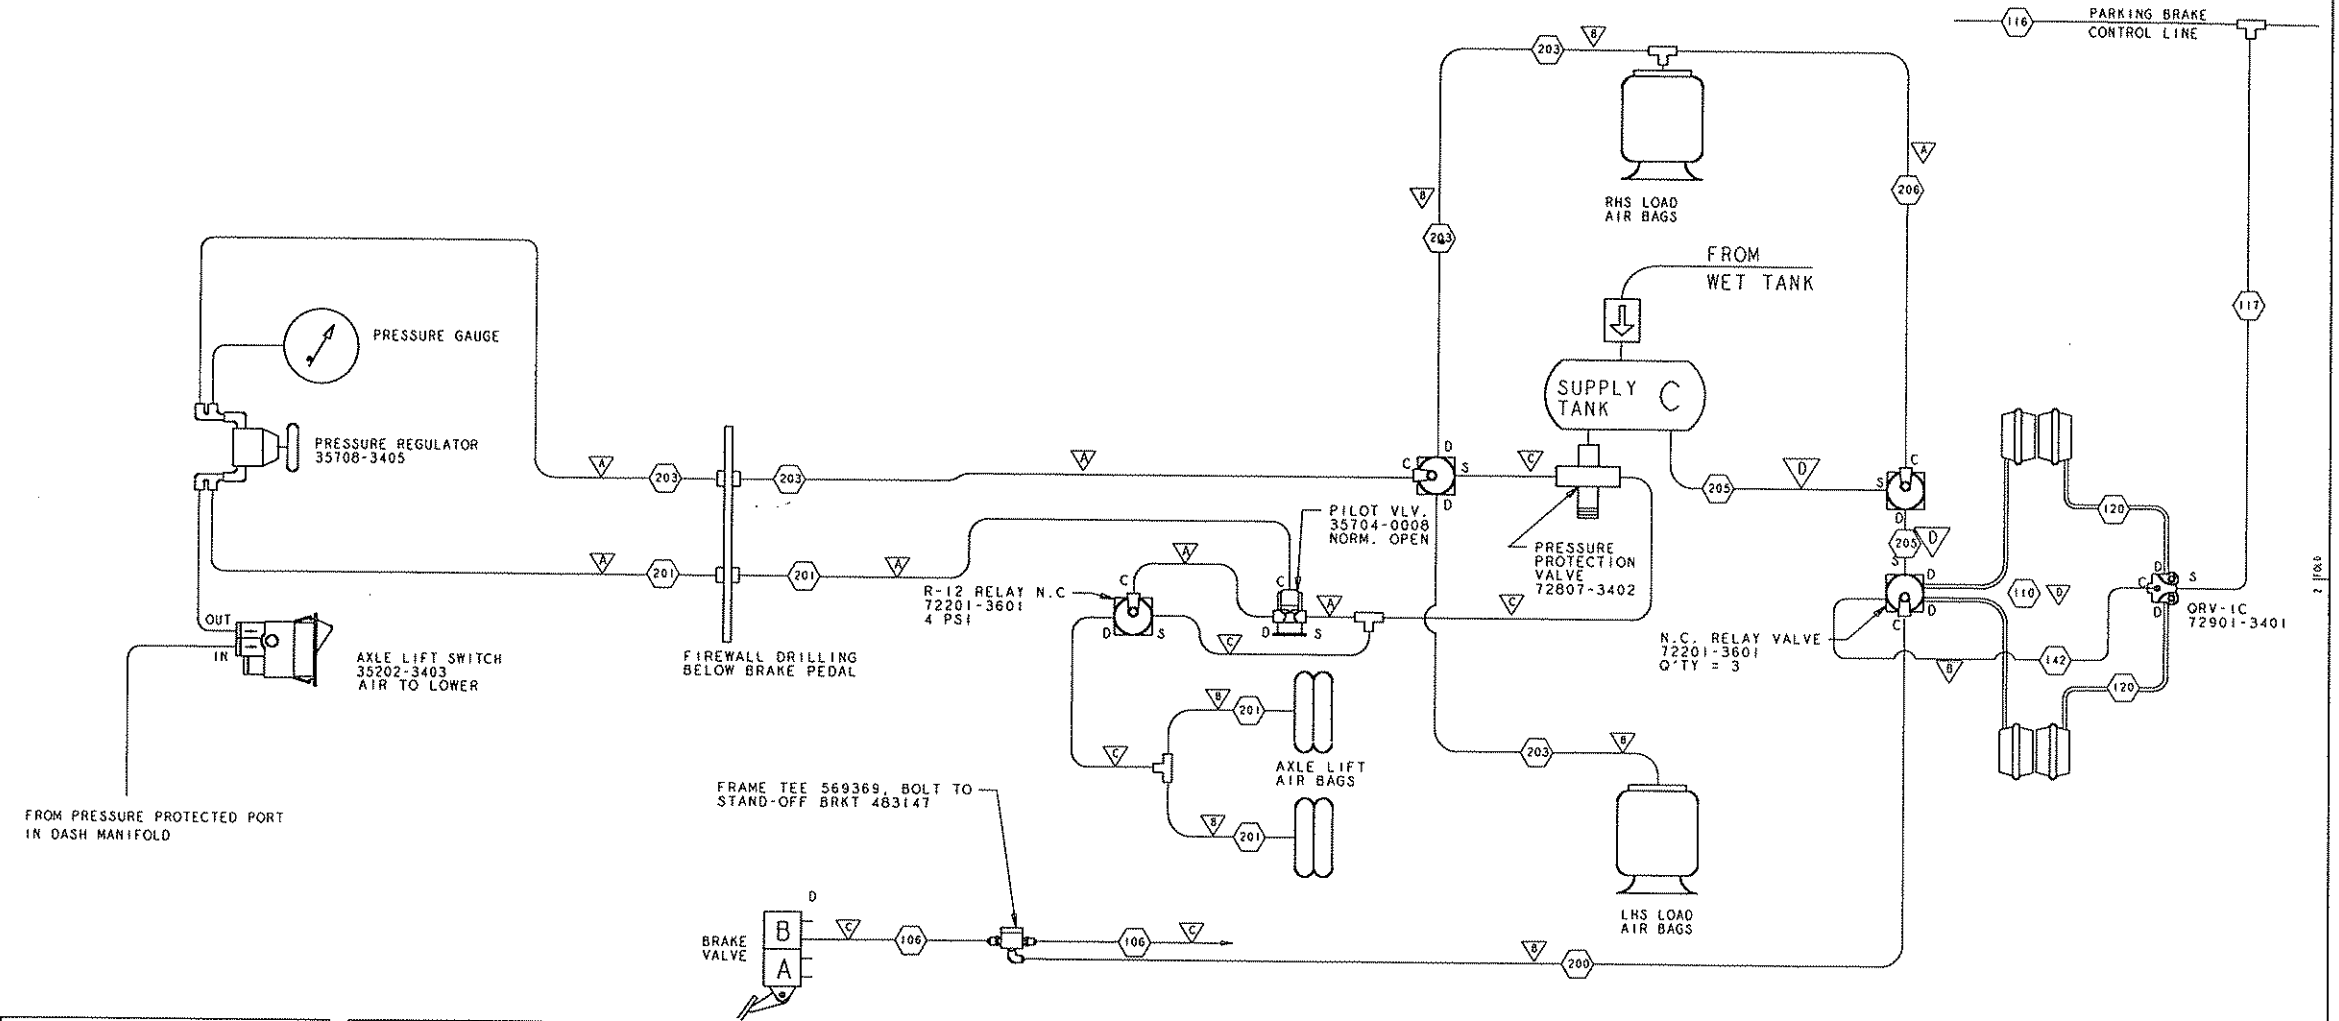 116
PARKING BRAKE
CONTROL LINE
203
B
A
206
B
203
RHS LOAD
AIR BAGS
FROM
WET TANK
117
PRESSURE GAUGE
SUPPLY
TANK
C
PRESSURE REGULATOR
35708-3405
A
203
203
A
C
D
S
D
C
205
D
S
C
D
205
D
120
PILOT VLV.
35704-0008
NORM. OPEN
PRESSURE
PROTECTION
VALVE
72807-3402
A
201
201
A
A
R-12 RELAY N.C
72201-3601
4 PSI
C
D
S
C
C
D
S
A
C
S
D
D
C
110
D
D
C
S
D
QRV-1C
72901-3401
N.C. RELAY VALVE
72201-3601
Q'TY = 3
B
142
120
OUT
IN
AXLE LIFT SWITCH
35202-3403
AIR TO LOWER
FIREWALL DRILLING
BELOW BRAKE PEDAL
B
201
C
AXLE LIFT
AIR BAGS
203
B
B
201
FRAME TEE 569369, BOLT TO
STAND-OFF BRKT 483147
FROM PRESSURE PROTECTED PORT
IN DASH MANIFOLD
D
BRAKE
VALVE
B
A
C
106
106
C
LHS LOAD
AIR BAGS
B
200
2
FOLD